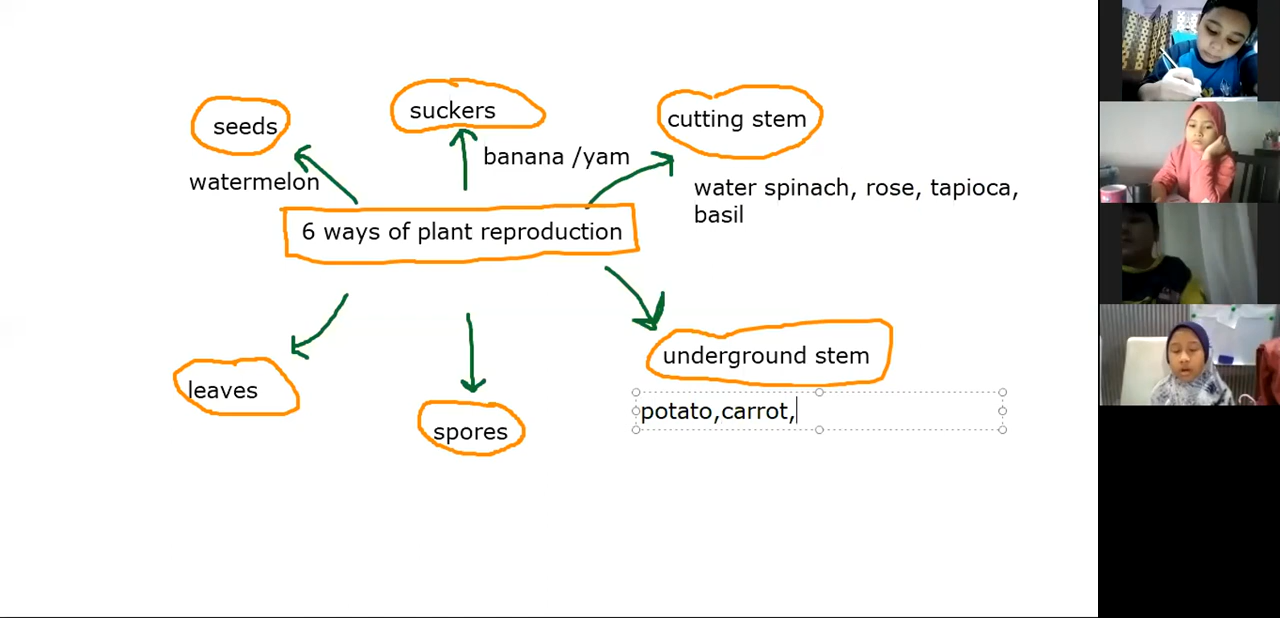 seeds
suckers
cutting stem
watermelon
banana /yam
water spinach, rose, tapioca,
basil
6 ways of plant reproduction
leaves
spores
underground stem
potato,carrot,